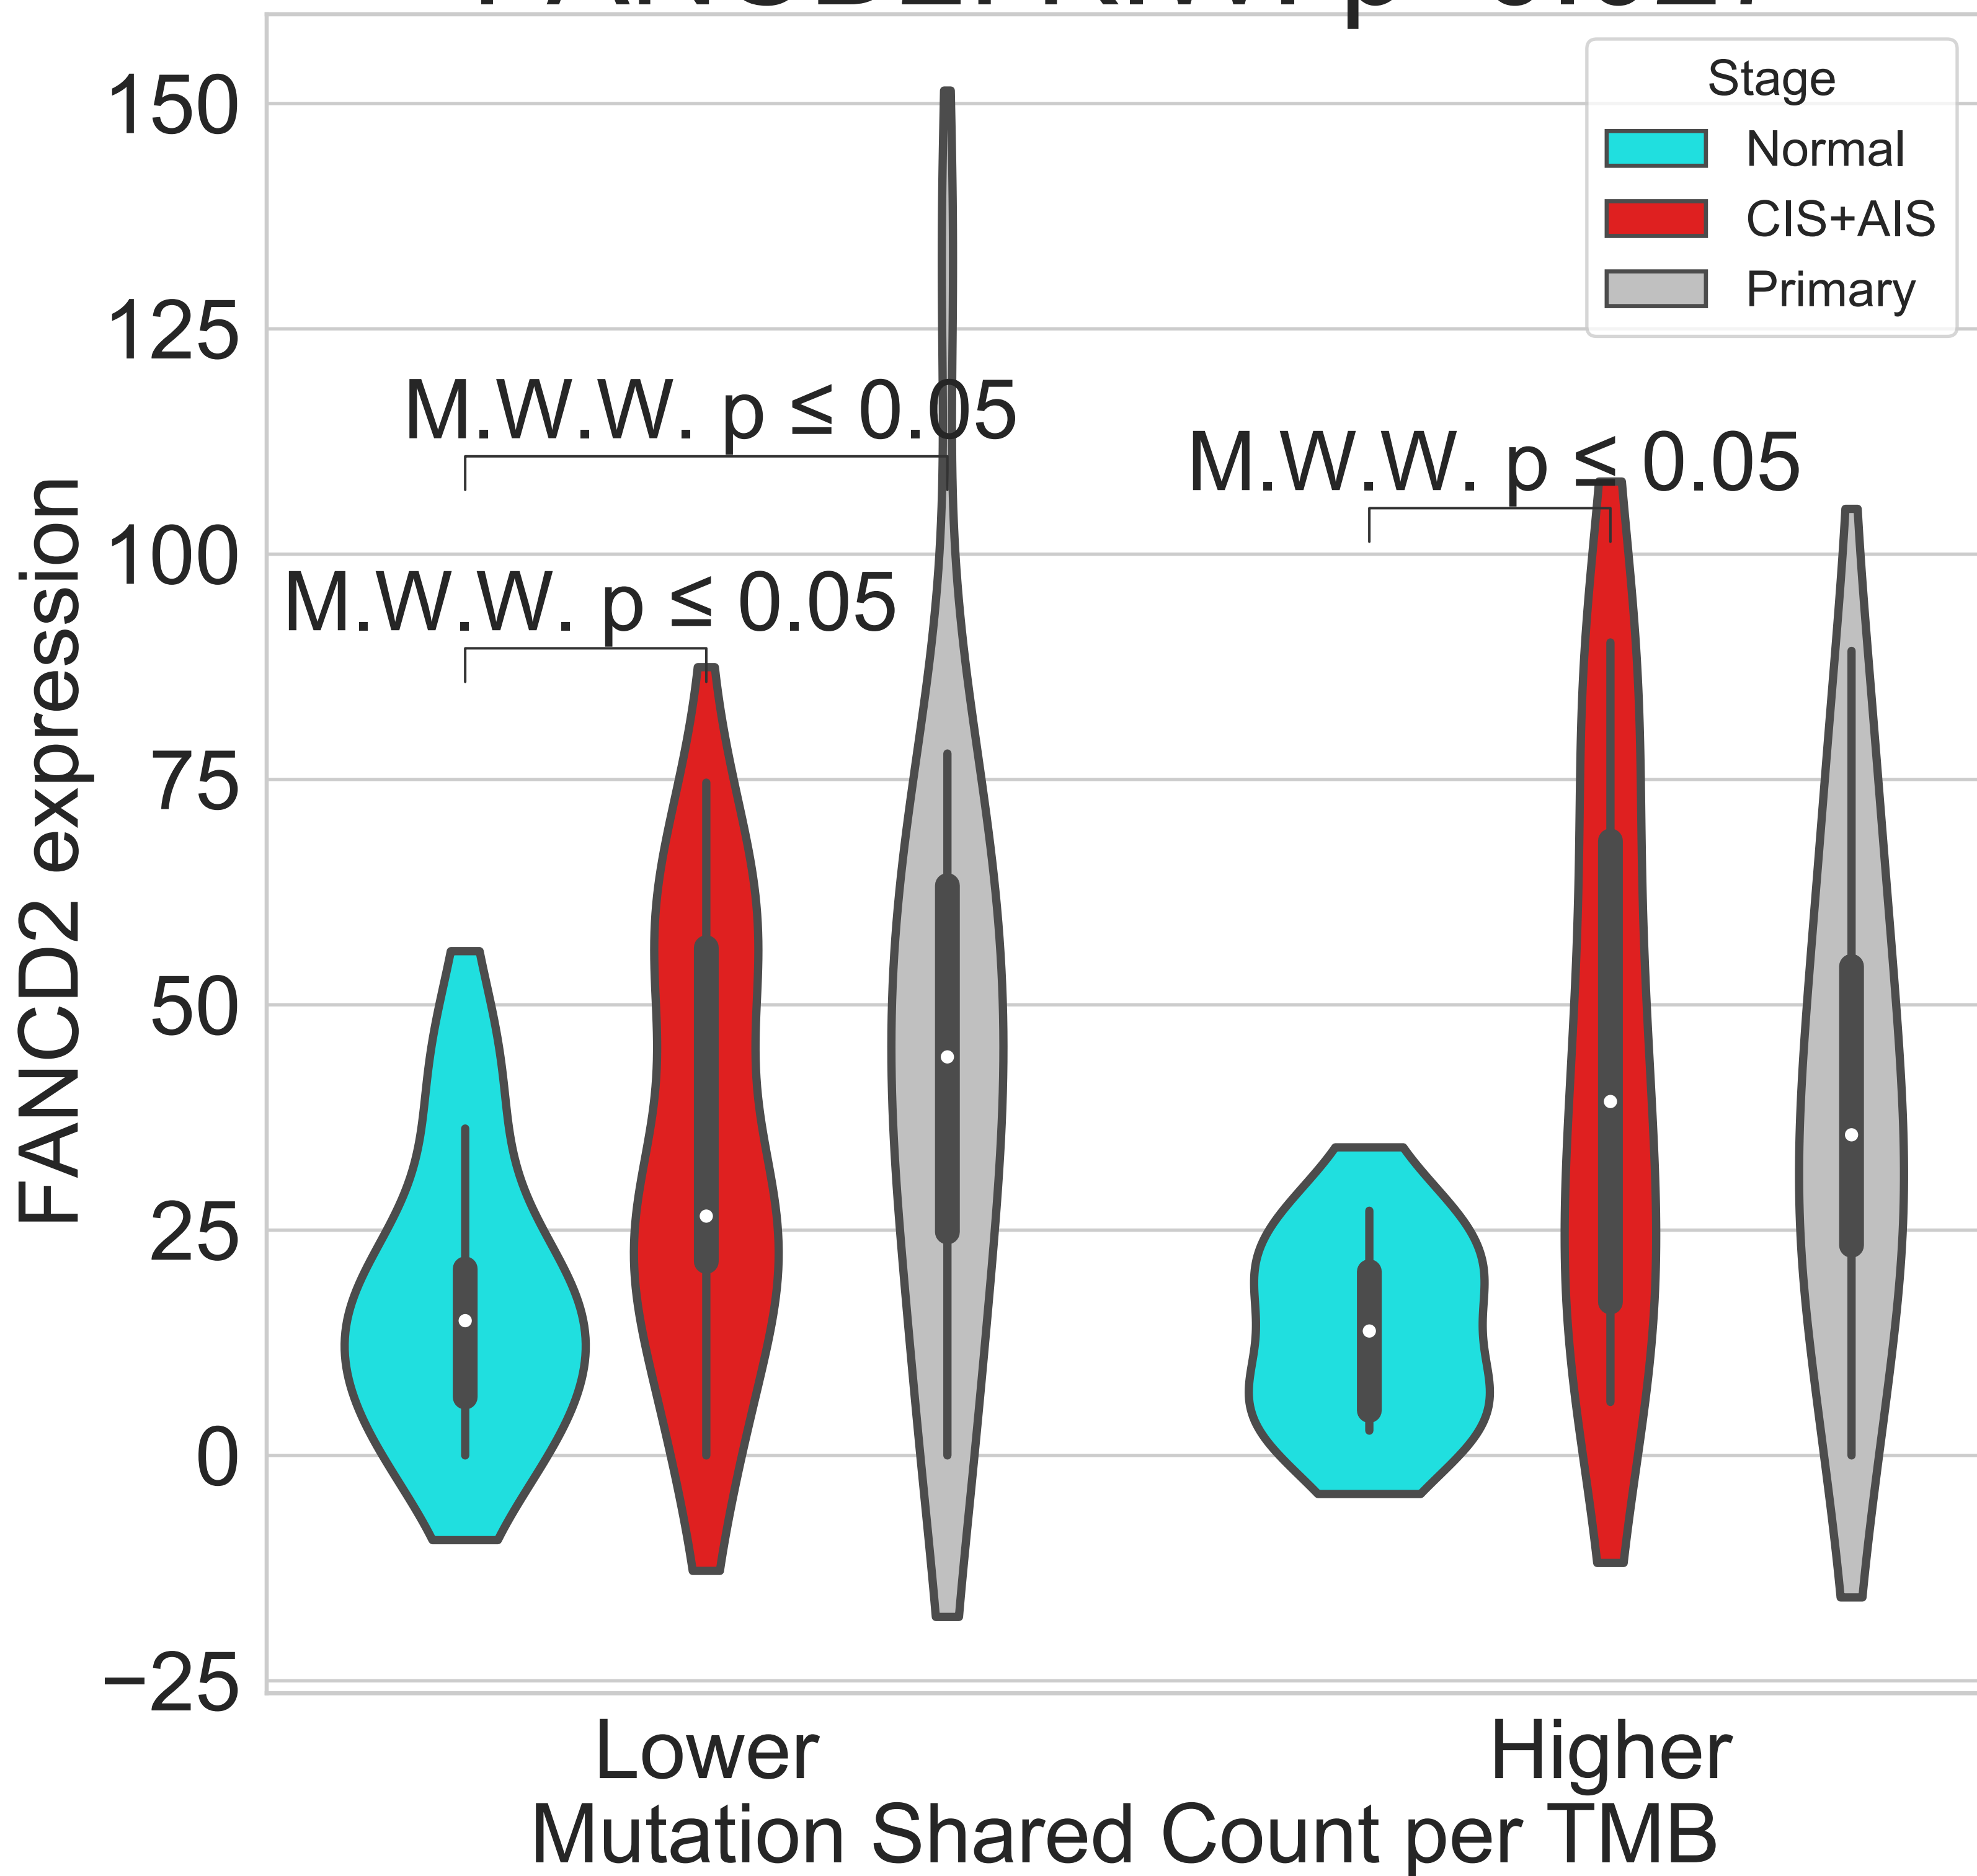 150
125
100
75
50
25
0
−25
FANCD2 expression
Stage
Normal
CIS+AIS
Primary
M.W.W. p ≤ 0.05
M.W.W. p ≤ 0.05
M.W.W. p ≤ 0.05
Lower
Higher
Mutation Shared Count per TMB